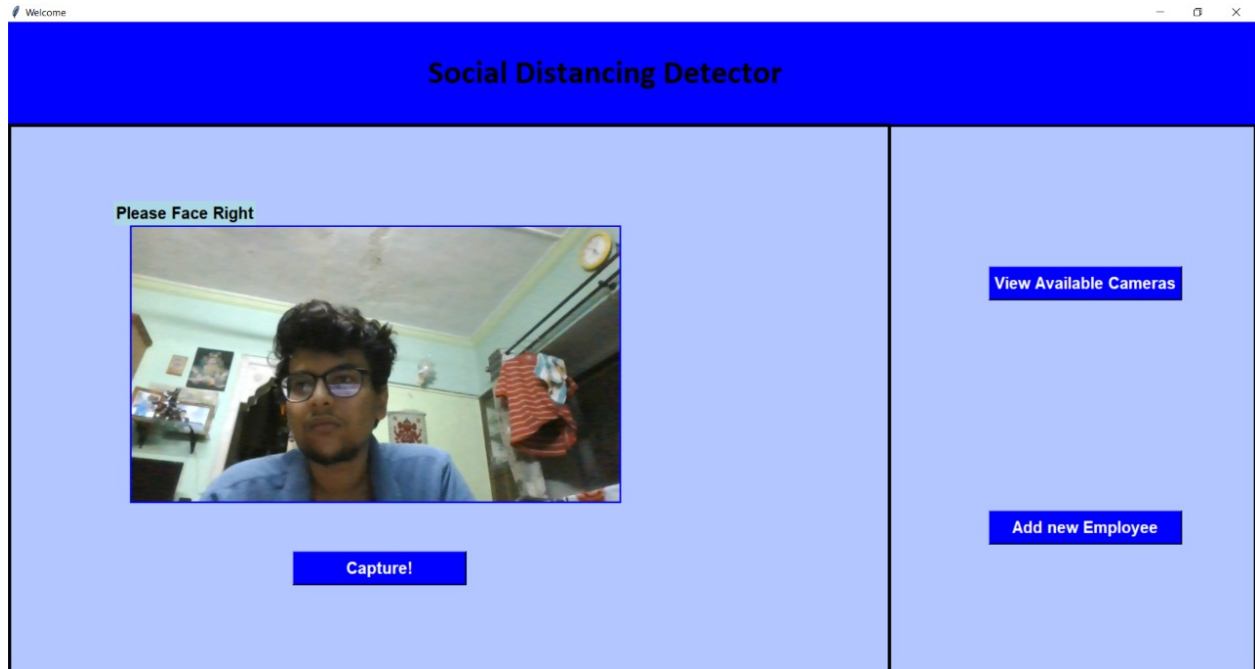 Welcome
Social Distancing Detector
Please Face Right
View Available Cameras
Add new Employee
Capture!